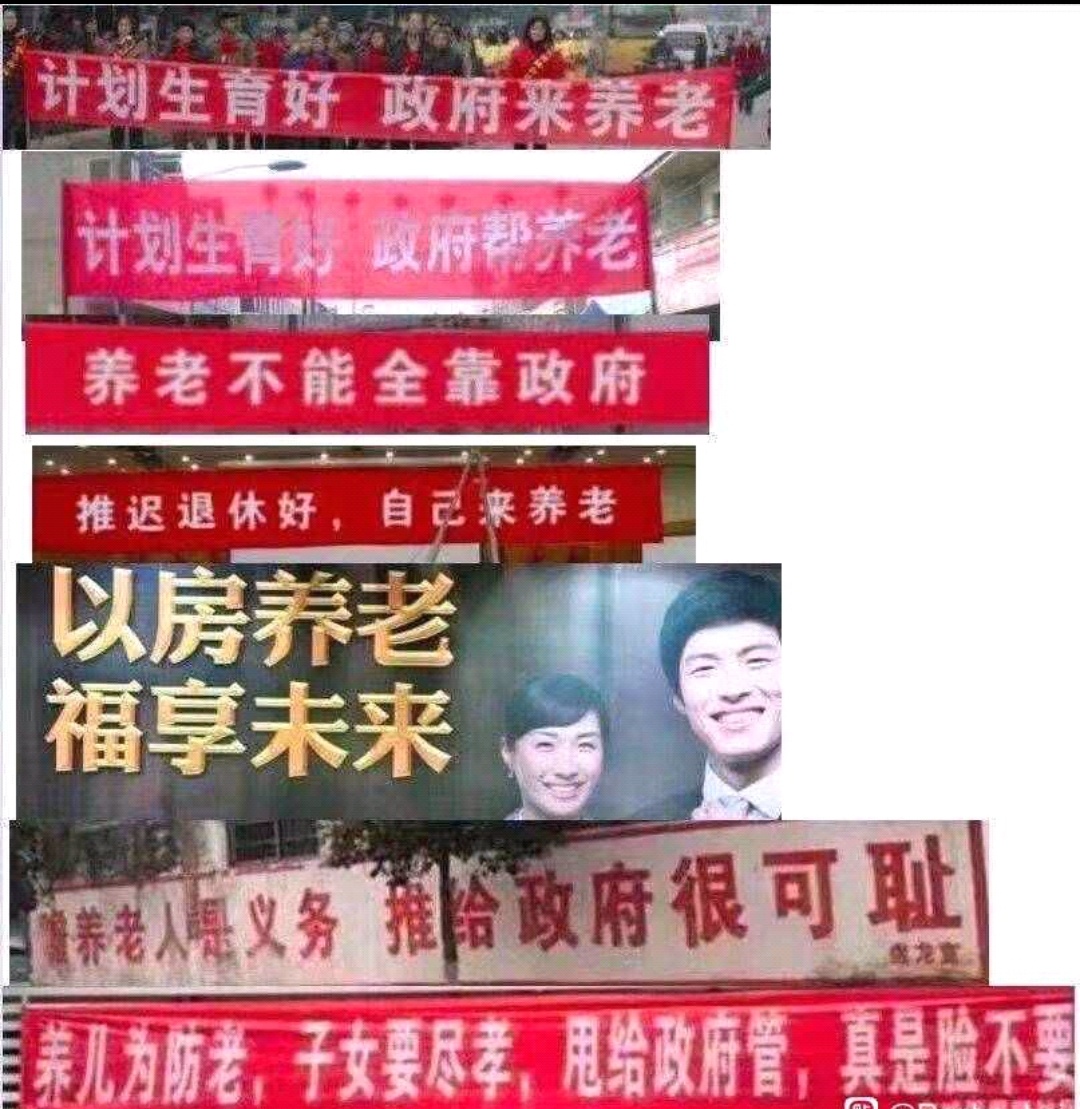 计划生育好 政府来养老
计划生育好 政府帮养老
养老不能全靠政府
推迟退休好，自己来养老
以房养老
福享未来
赡养老人是义务 推给政府很可耻
养儿为防老，子女要尽孝，甩给政府管，真是脸不要